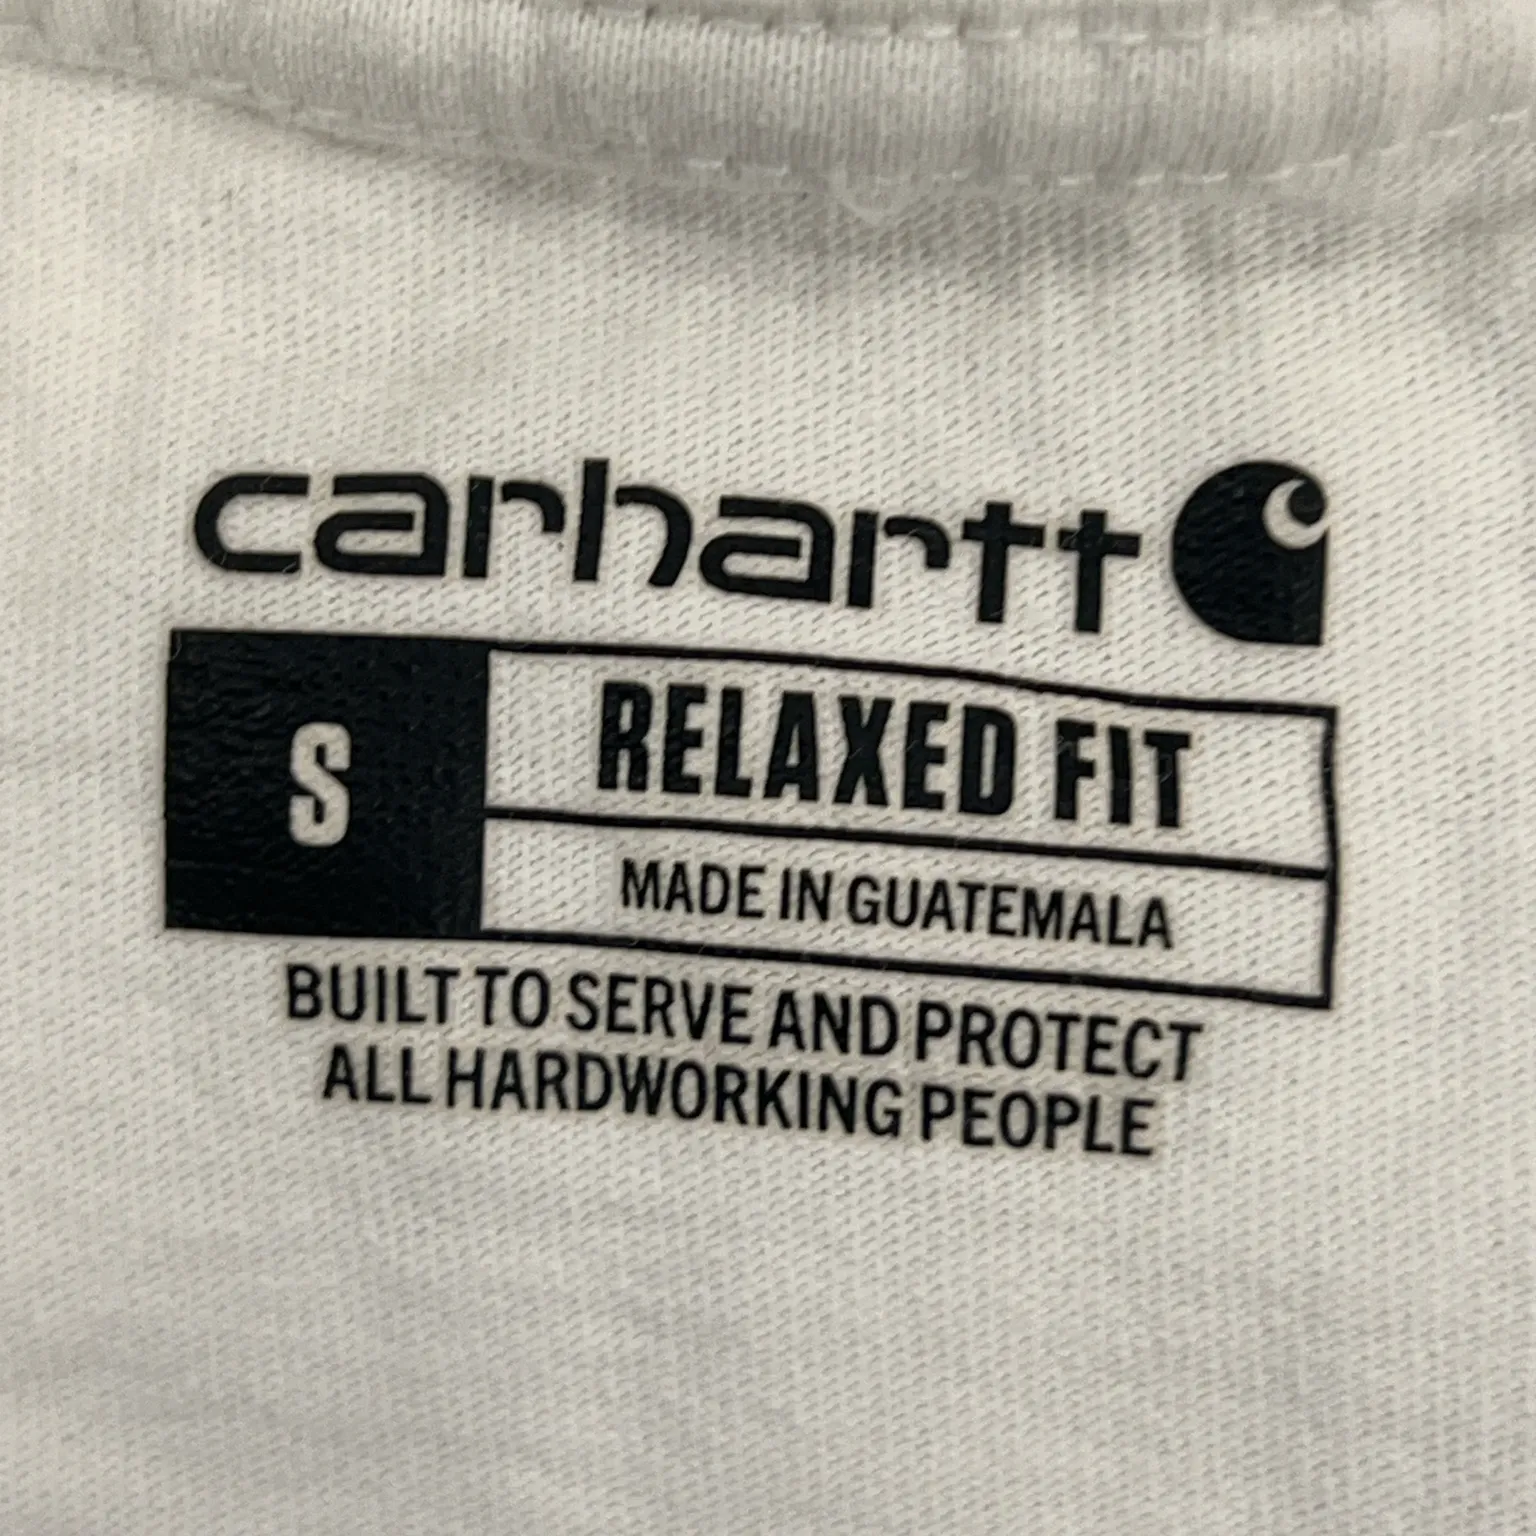 carhartt
S
RELAXED FIT
MADE IN GUATEMALA
BUILT TO SERVE AND PROTECT
ALL HARDWORKING PEOPLE